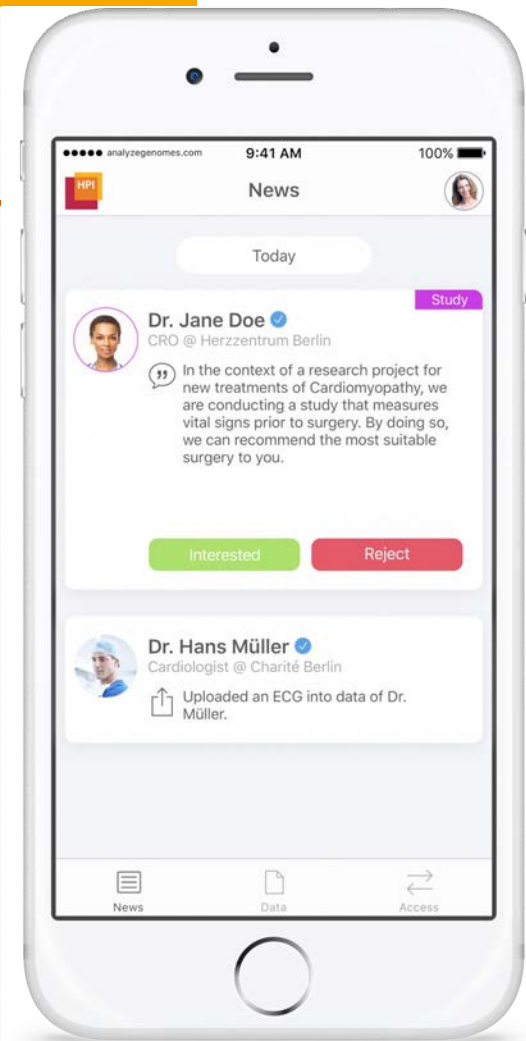 analyzegenomes.com 9:41 AM 100%
HPI
News
Today
Study
Dr. Jane Doe
CRO @ Herzzentrum Berlin
In the context of a research project for
new treatments of Cardiomyopathy, we
are conducting a study that measures
vital signs prior to surgery. By doing so,
we can recommend the most suitable
surgery to you.
Interested Reject
Dr. Hans Müller
Cardiologist @ Charité Berlin
Uploaded an ECG into data of Dr.
Müller.
News Data Access